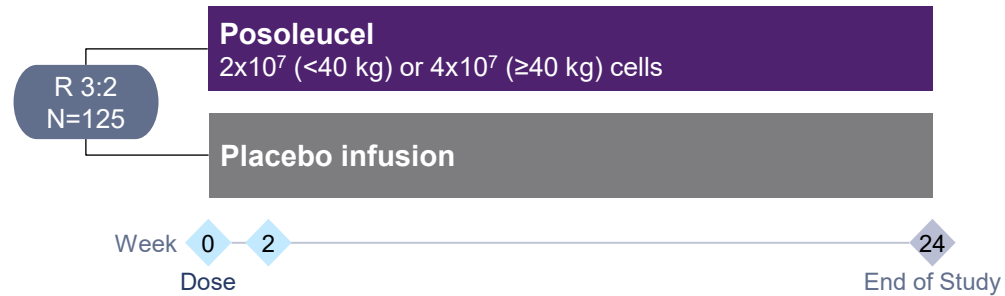 Posoleucel
2x10⁷ (<40 kg) or 4x10⁷ (≥40 kg) cells
R 3:2
N=125
Placebo infusion
Week 0 2 24
Dose End of Study